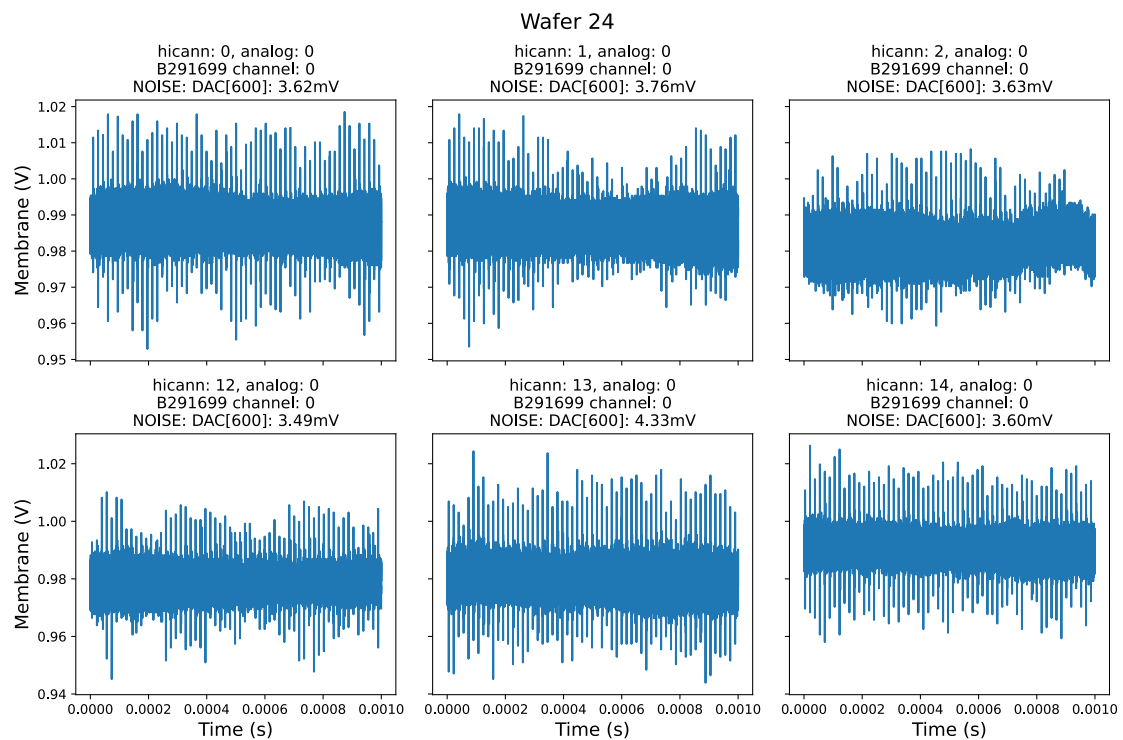 Wafer 24
hicann: 0, analog: 0
B291699 channel: 0
NOISE: DAC[600]: 3.62mV
hicann: 1, analog: 0
B291699 channel: 0
NOISE: DAC[600]: 3.76mV
hicann: 2, analog: 0
B291699 channel: 0
NOISE: DAC[600]: 3.63mV
Membrane (V)
1.02
1.01
1.00
0.99
0.98
0.97
0.96
0.95
hicann: 12, analog: 0
B291699 channel: 0
NOISE: DAC[600]: 3.49mV
hicann: 13, analog: 0
B291699 channel: 0
NOISE: DAC[600]: 4.33mV
hicann: 14, analog: 0
B291699 channel: 0
NOISE: DAC[600]: 3.60mV
Membrane (V)
1.02
1.00
0.98
0.96
0.94
0.0000 0.0002 0.0004 0.0006 0.0008 0.0010
Time (s)
0.0000 0.0002 0.0004 0.0006 0.0008 0.0010
Time (s)
0.0000 0.0002 0.0004 0.0006 0.0008 0.0010
Time (s)